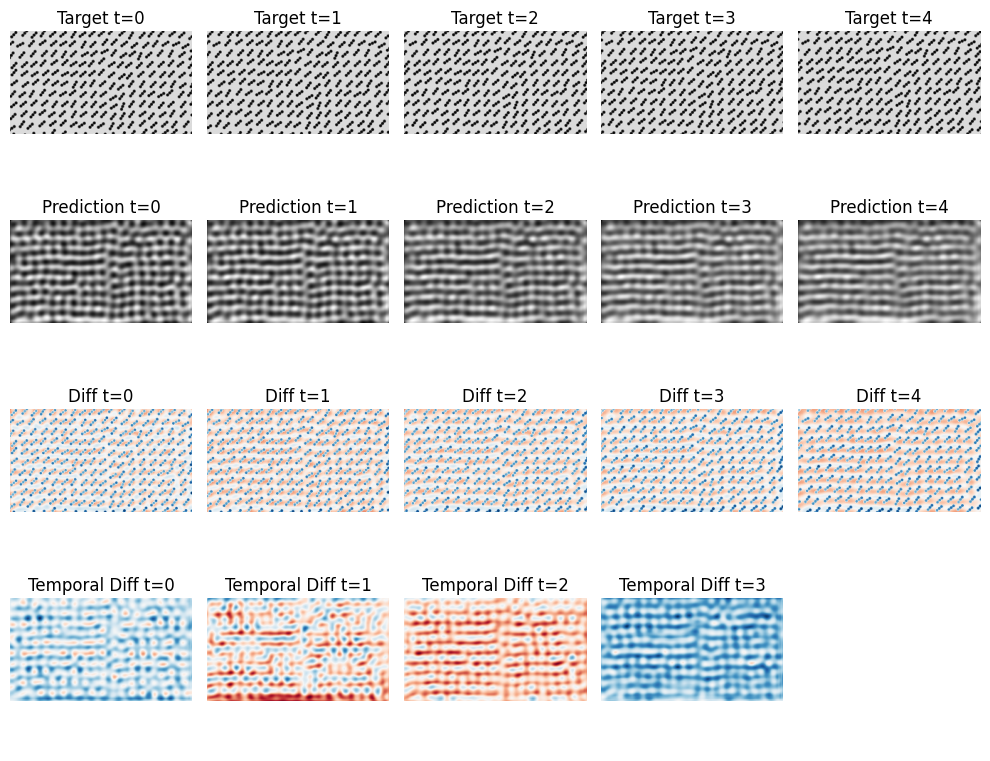 Target t=0 Target t=1 Target t=2 Target t=3 Target t=4
Prediction t=0 Prediction t=1 Prediction t=2 Prediction t=3 Prediction t=4
Diff t=0 Diff t=1 Diff t=2 Diff t=3 Diff t=4
Temporal Diff t=0 Temporal Diff t=1 Temporal Diff t=2 Temporal Diff t=3